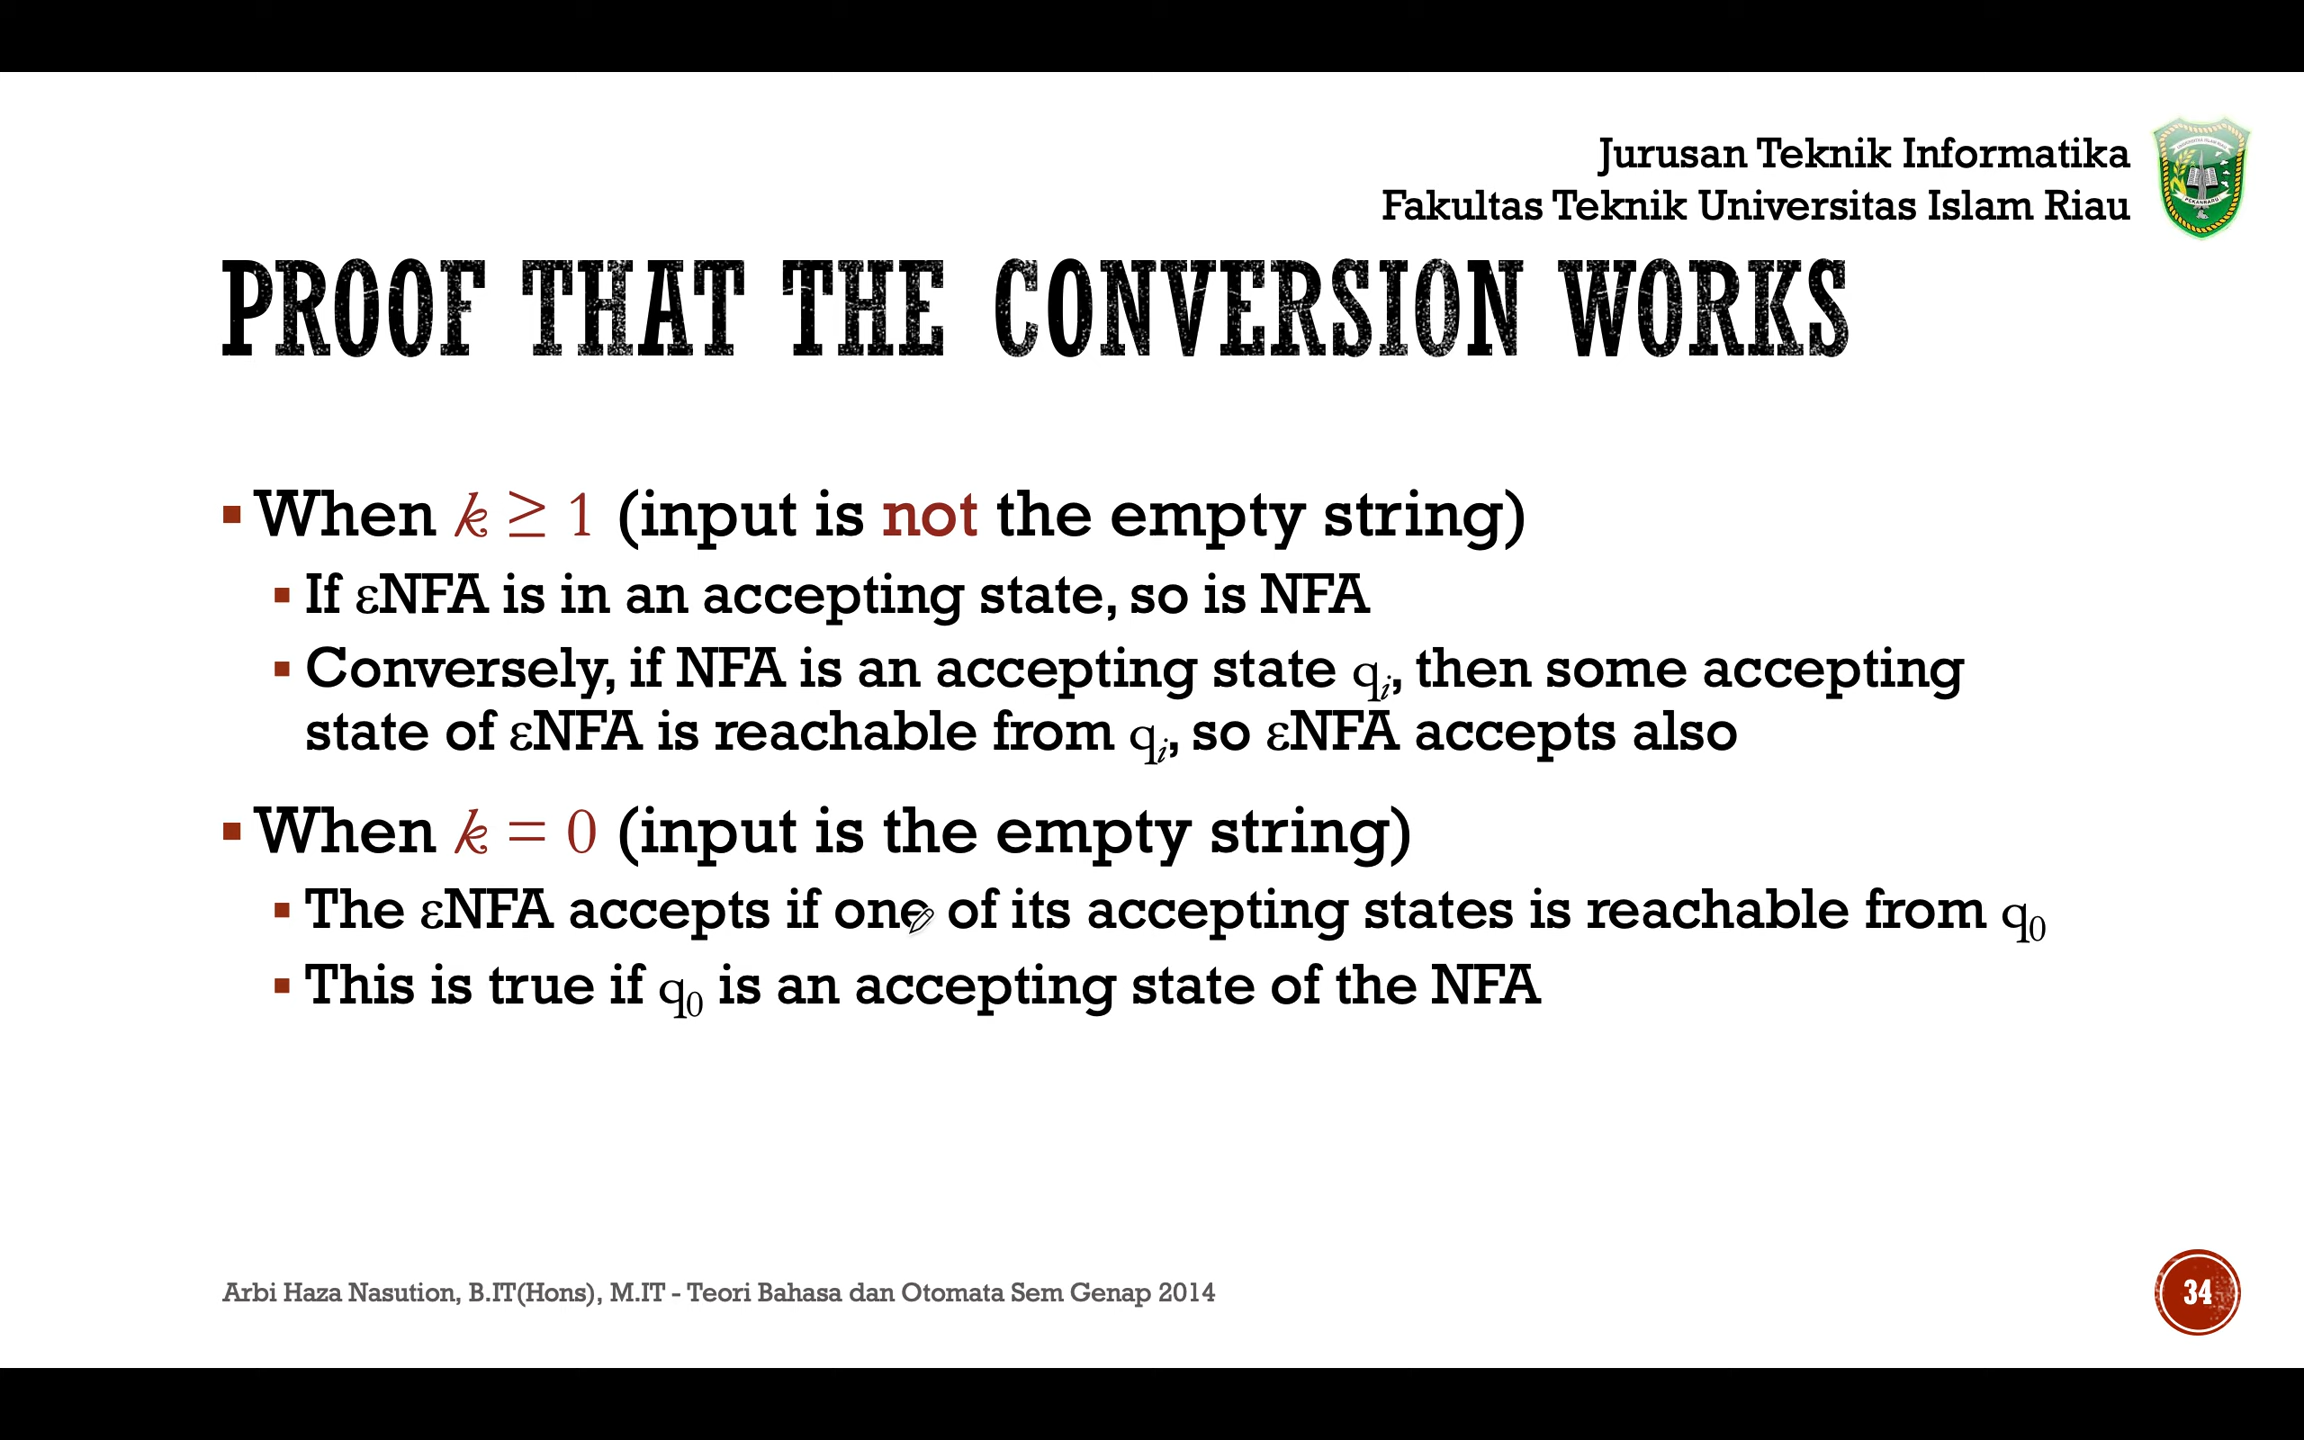 Jurusan Teknik Informatika
Fakultas Teknik Universitas Islam Riau
PROOF THAT THE CONVERSION WORKS
▪ When k ≥ 1 (input is not the empty string)
▪ If εNFA is in an accepting state, so is NFA
▪ Conversely, if NFA is an accepting state qᵢ, then some accepting
state of εNFA is reachable from qᵢ, so εNFA accepts also
▪ When k = 0 (input is the empty string)
▪ The εNFA accepts if one of its accepting states is reachable from q₀
▪ This is true if q₀ is an accepting state of the NFA
Arbi Haza Nasution, B.IT(Hons), M.IT - Teori Bahasa dan Otomata Sem Genap 2014
34